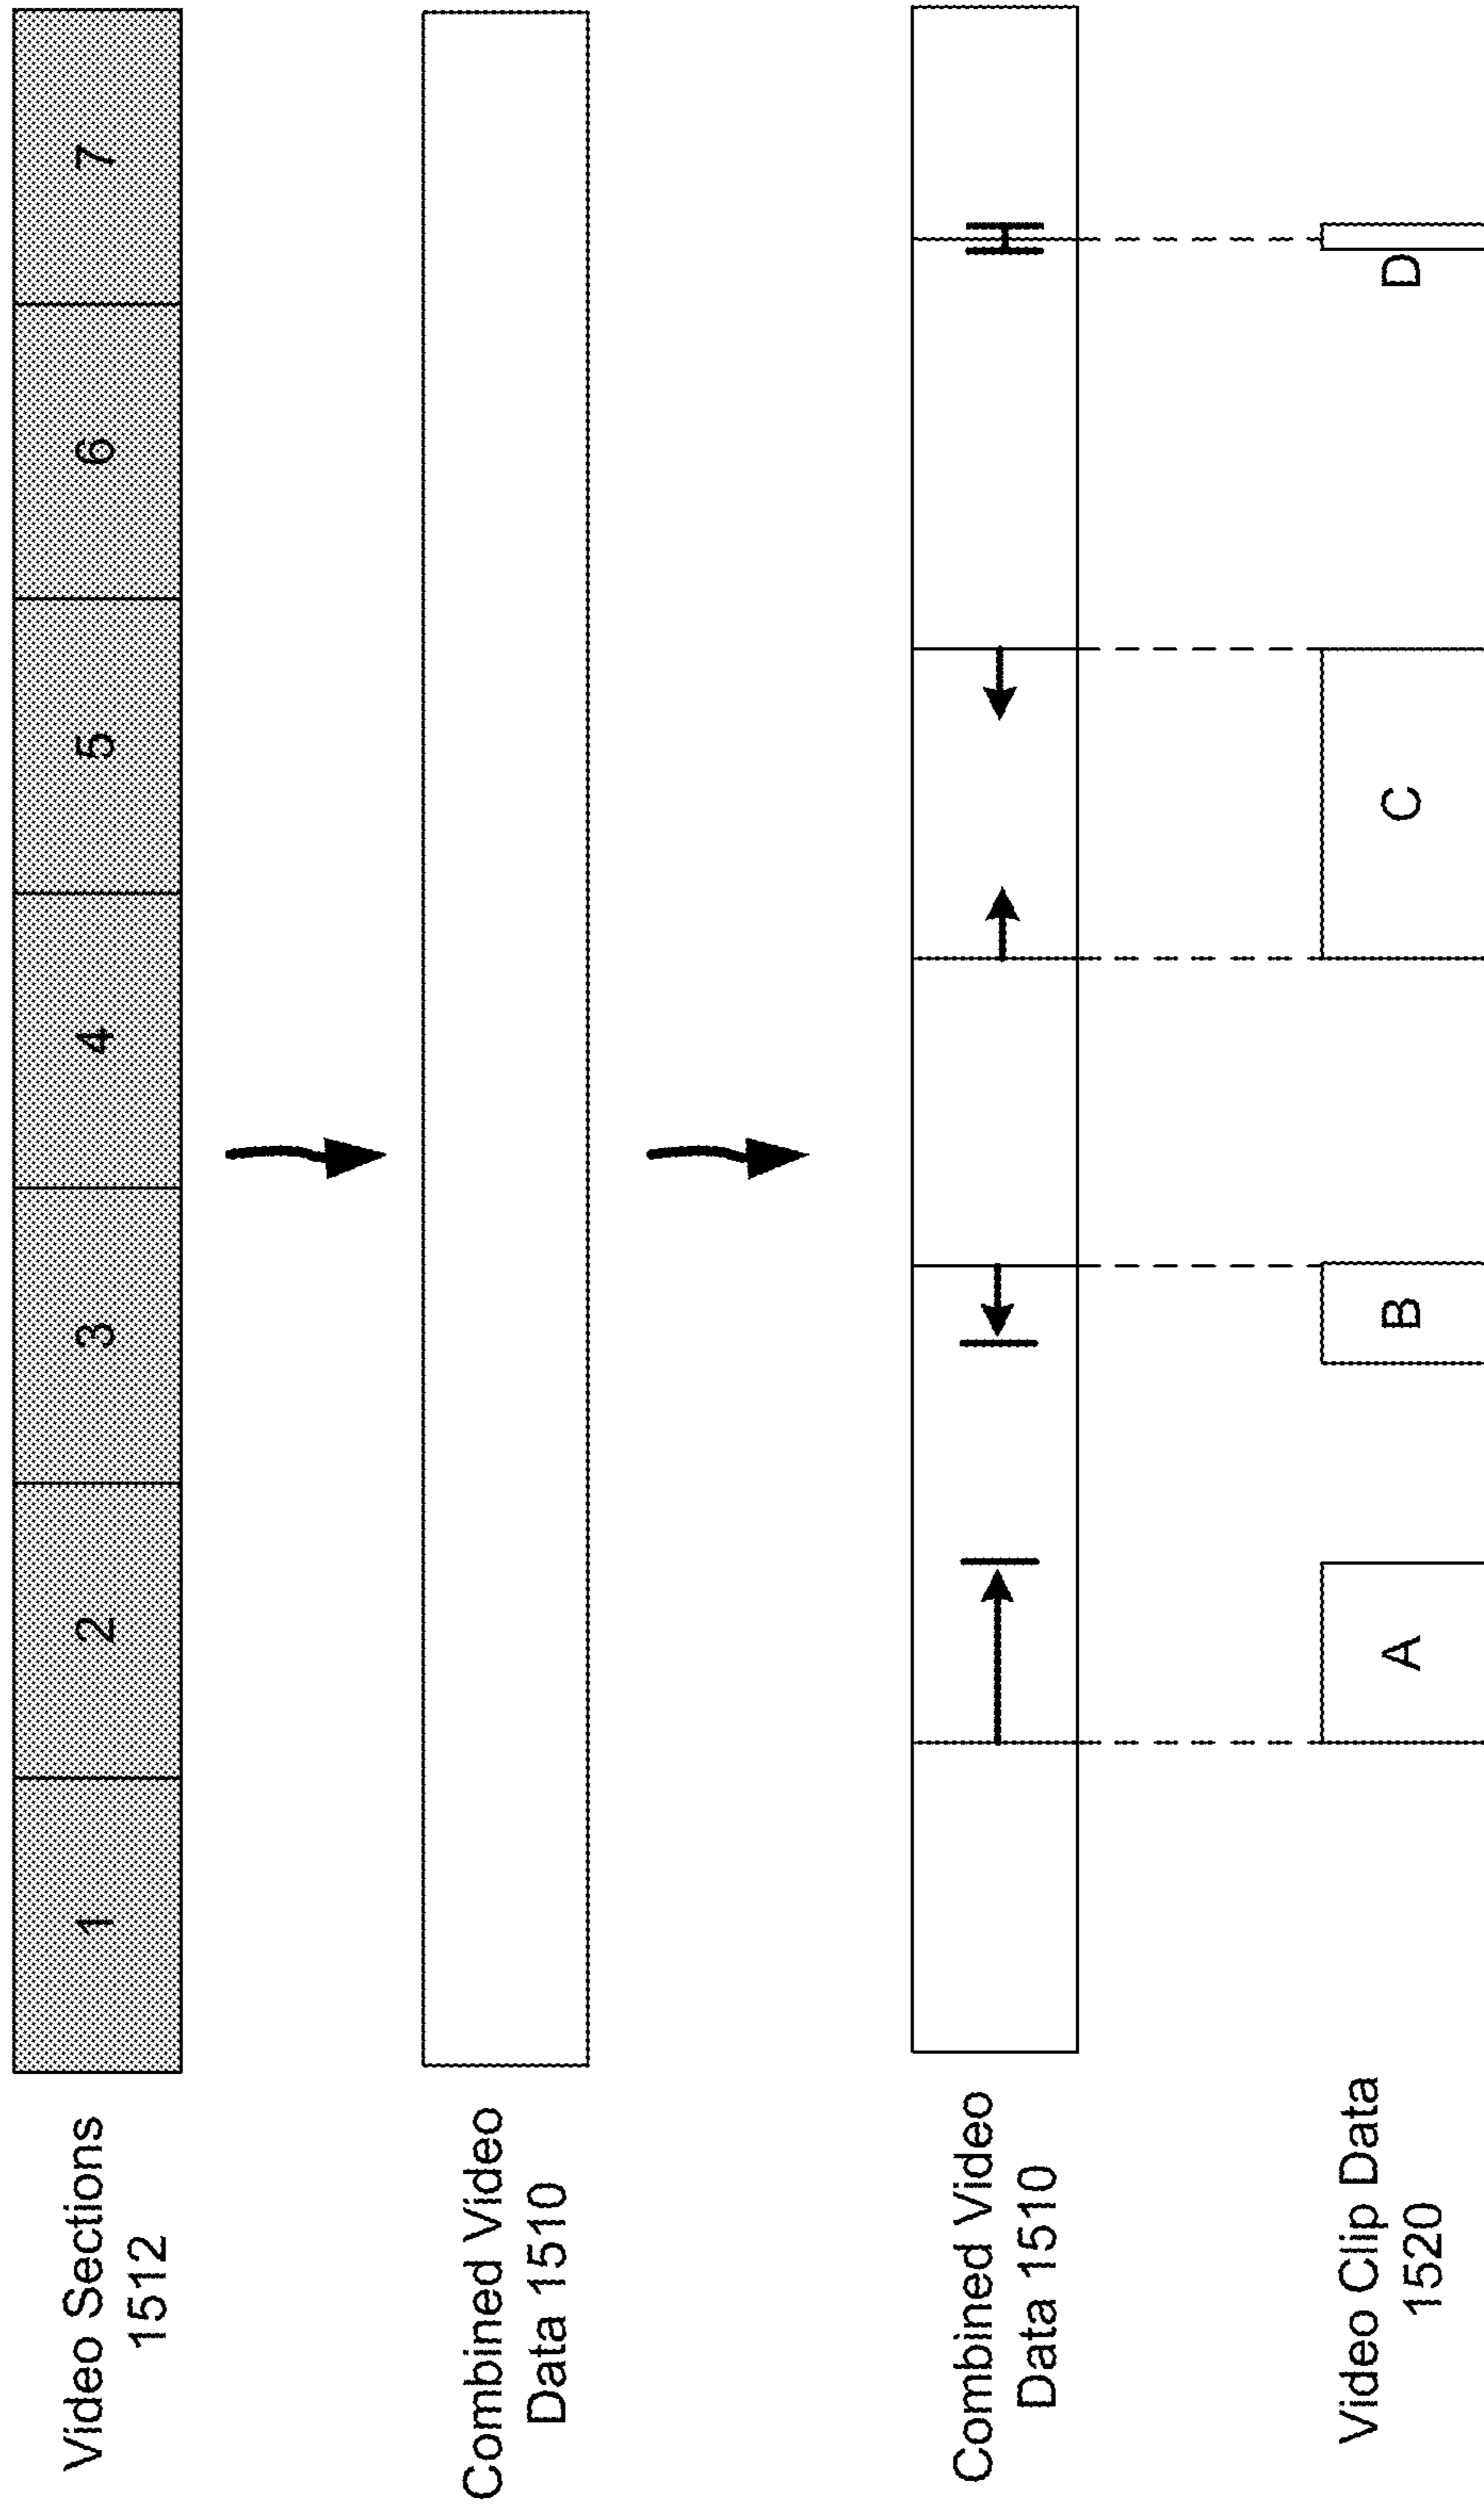 Video Sections
1512
1
2
3
4
5
6
7
Combined Video
Data 1510
Combined Video
Data 1510
Video Clip Data
1520
A
B
C
D